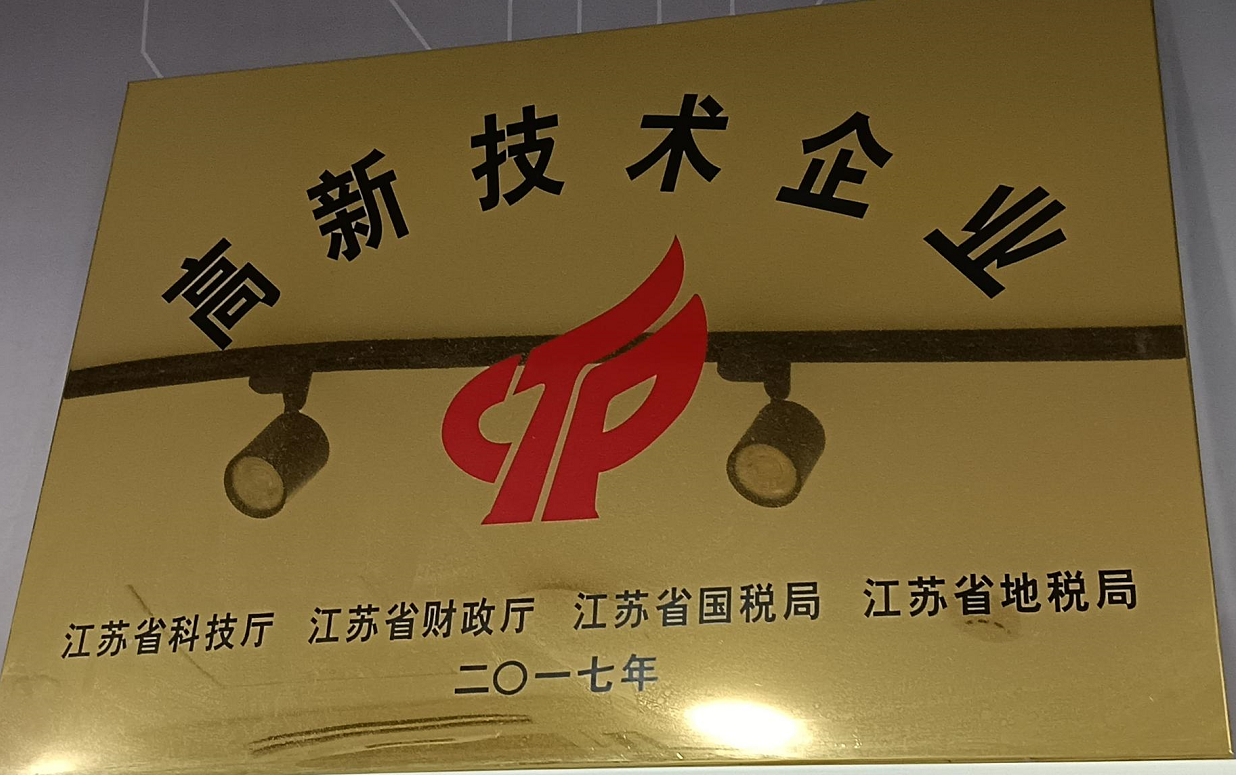 高新技术企业
江苏省科技厅 江苏省财政厅 江苏省国税局 江苏省地税局
二〇一七年